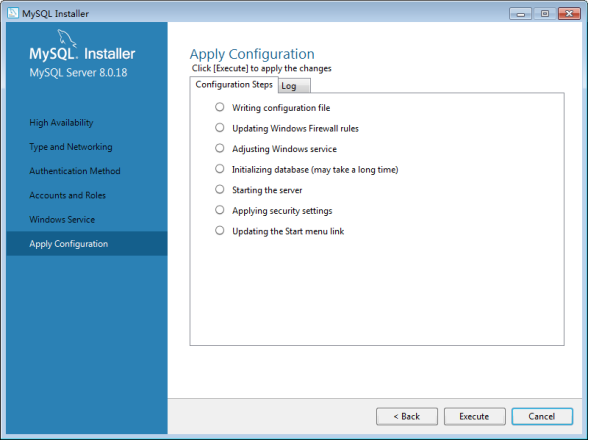 MySQL Installer
MySQL. Installer
MySQL Server 8.0.18
High Availability
Type and Networking
Authentication Method
Accounts and Roles
Windows Service
Apply Configuration
Apply Configuration
Click [Execute] to apply the changes
Configuration Steps Log
Writing configuration file
Updating Windows Firewall rules
Adjusting Windows service
Initializing database (may take a long time)
Starting the server
Applying security settings
Updating the Start menu link
< Back Execute Cancel